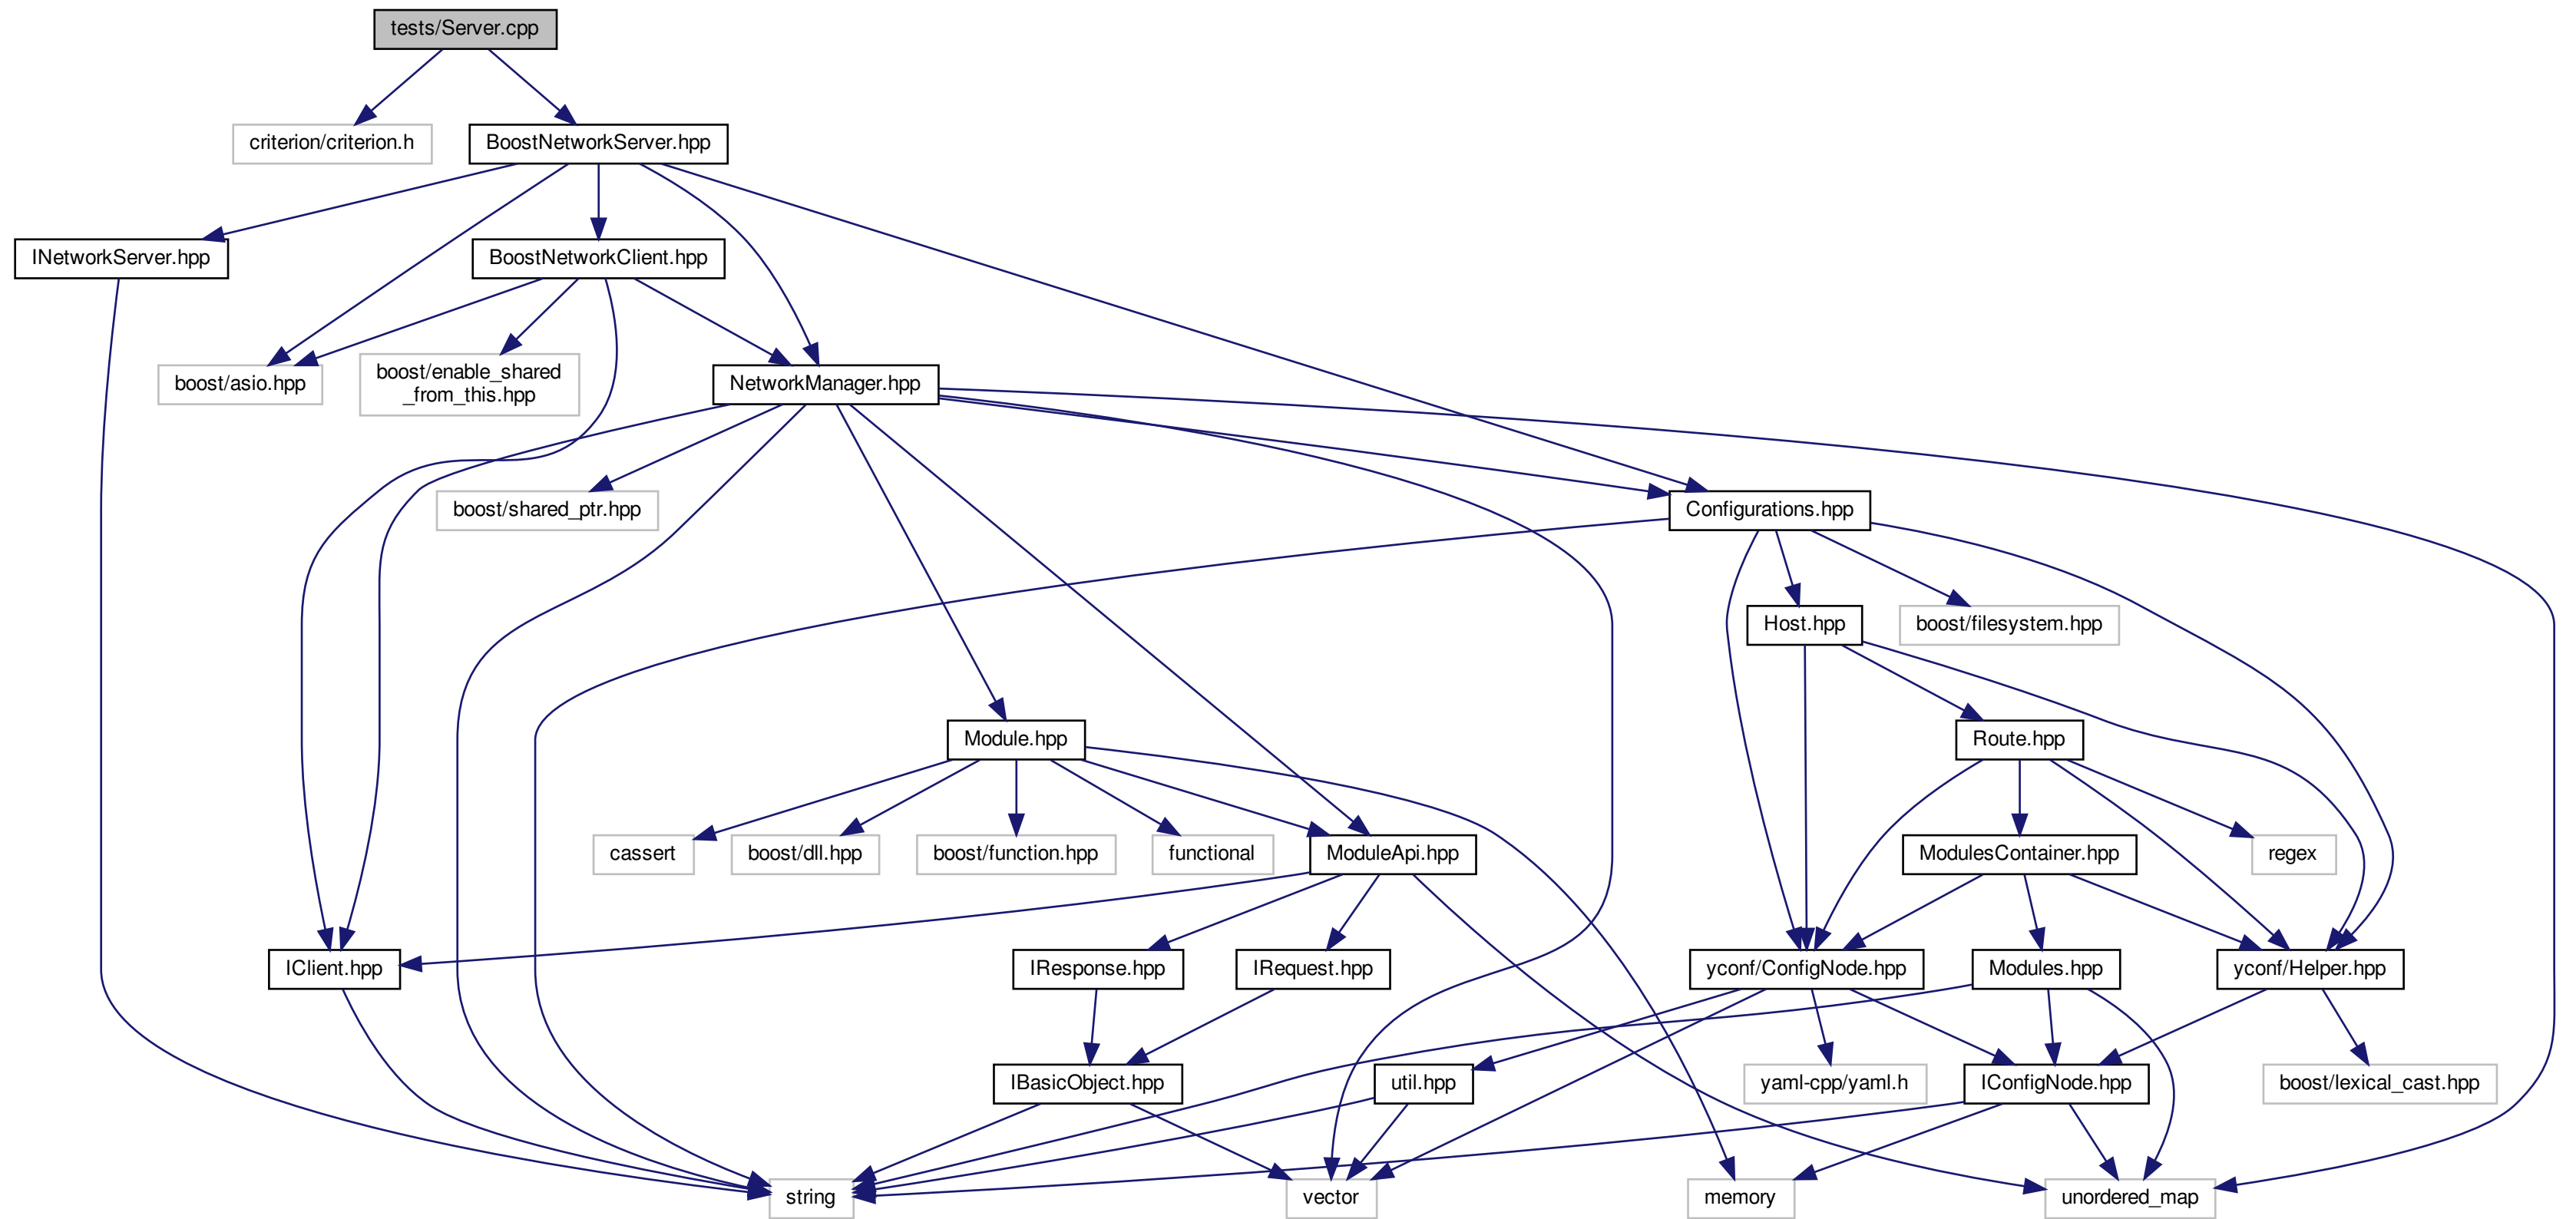 tests/Server.cpp
criterion/criterion.h
BoostNetworkServer.hpp
INetworkServer.hpp
BoostNetworkClient.hpp
boost/asio.hpp
boost/enable_shared
_from_this.hpp
NetworkManager.hpp
boost/shared_ptr.hpp
Configurations.hpp
Host.hpp
boost/filesystem.hpp
Module.hpp
Route.hpp
cassert
boost/dll.hpp
boost/function.hpp
functional
ModuleApi.hpp
ModulesContainer.hpp
regex
IClient.hpp
IResponse.hpp
IRequest.hpp
yconf/ConfigNode.hpp
Modules.hpp
yconf/Helper.hpp
IBasicObject.hpp
util.hpp
yaml-cpp/yaml.h
IConfigNode.hpp
boost/lexical_cast.hpp
string
vector
memory
unordered_map